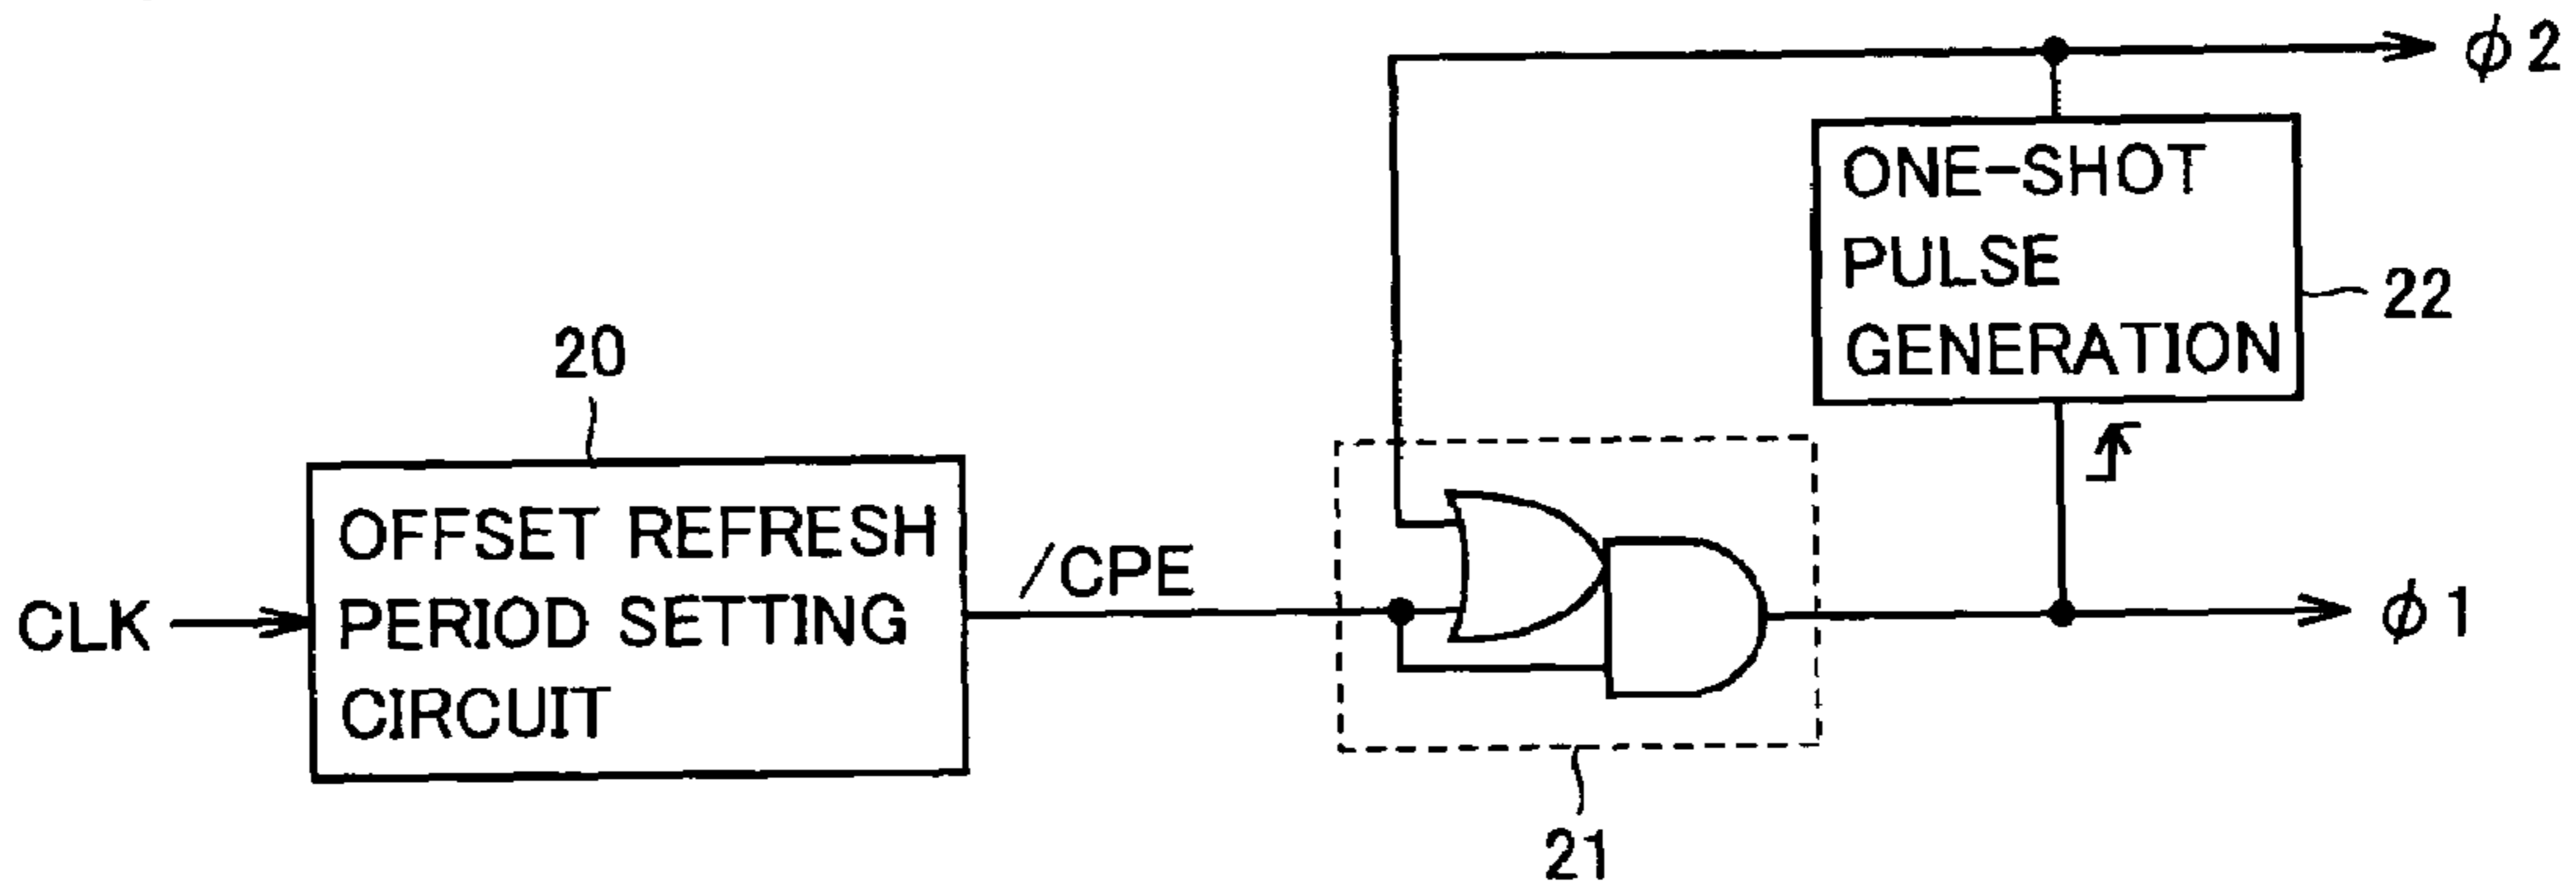 φ2
ONE-SHOT
PULSE
GENERATION
22
20
OFFSET REFRESH
PERIOD SETTING
CIRCUIT
CLK
/CPE
φ1
21